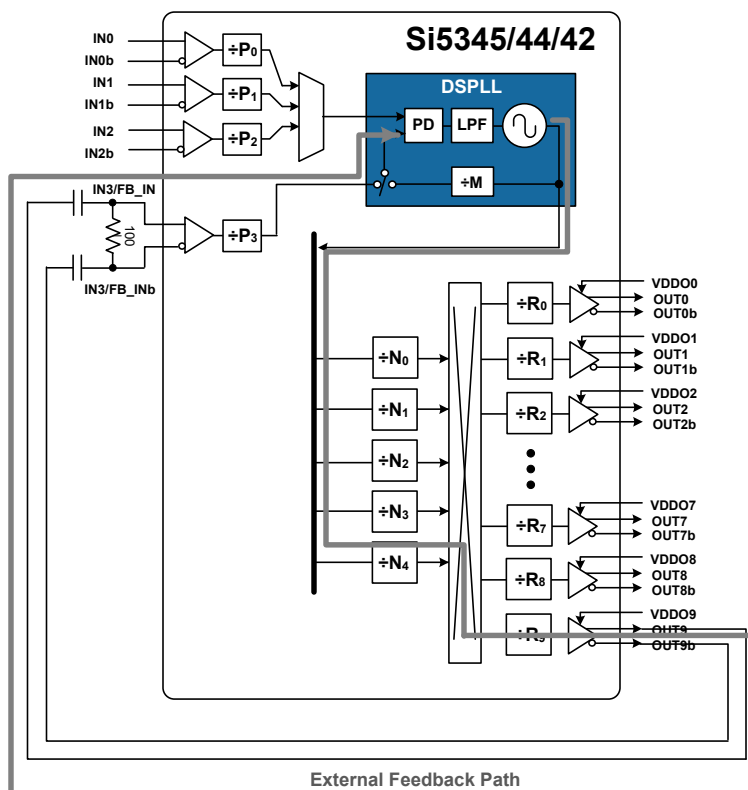 Si5345/44/42
IN0
IN0b
÷P0
IN1
IN1b
÷P1
IN2
IN2b
÷P2
DSPLL
PD
LPF
÷M
IN3/FB_IN
100
÷P3
IN3/FB_INb
÷N0
÷N1
÷N2
÷N3
÷N4
÷R0
VDDO0
OUT0
OUT0b
÷R1
VDDO1
OUT1
OUT1b
÷R2
VDDO2
OUT2
OUT2b
÷R7
VDDO7
OUT7
OUT7b
÷R8
VDDO8
OUT8
OUT8b
÷R9
VDDO9
OUT9
OUT9b
External Feedback Path